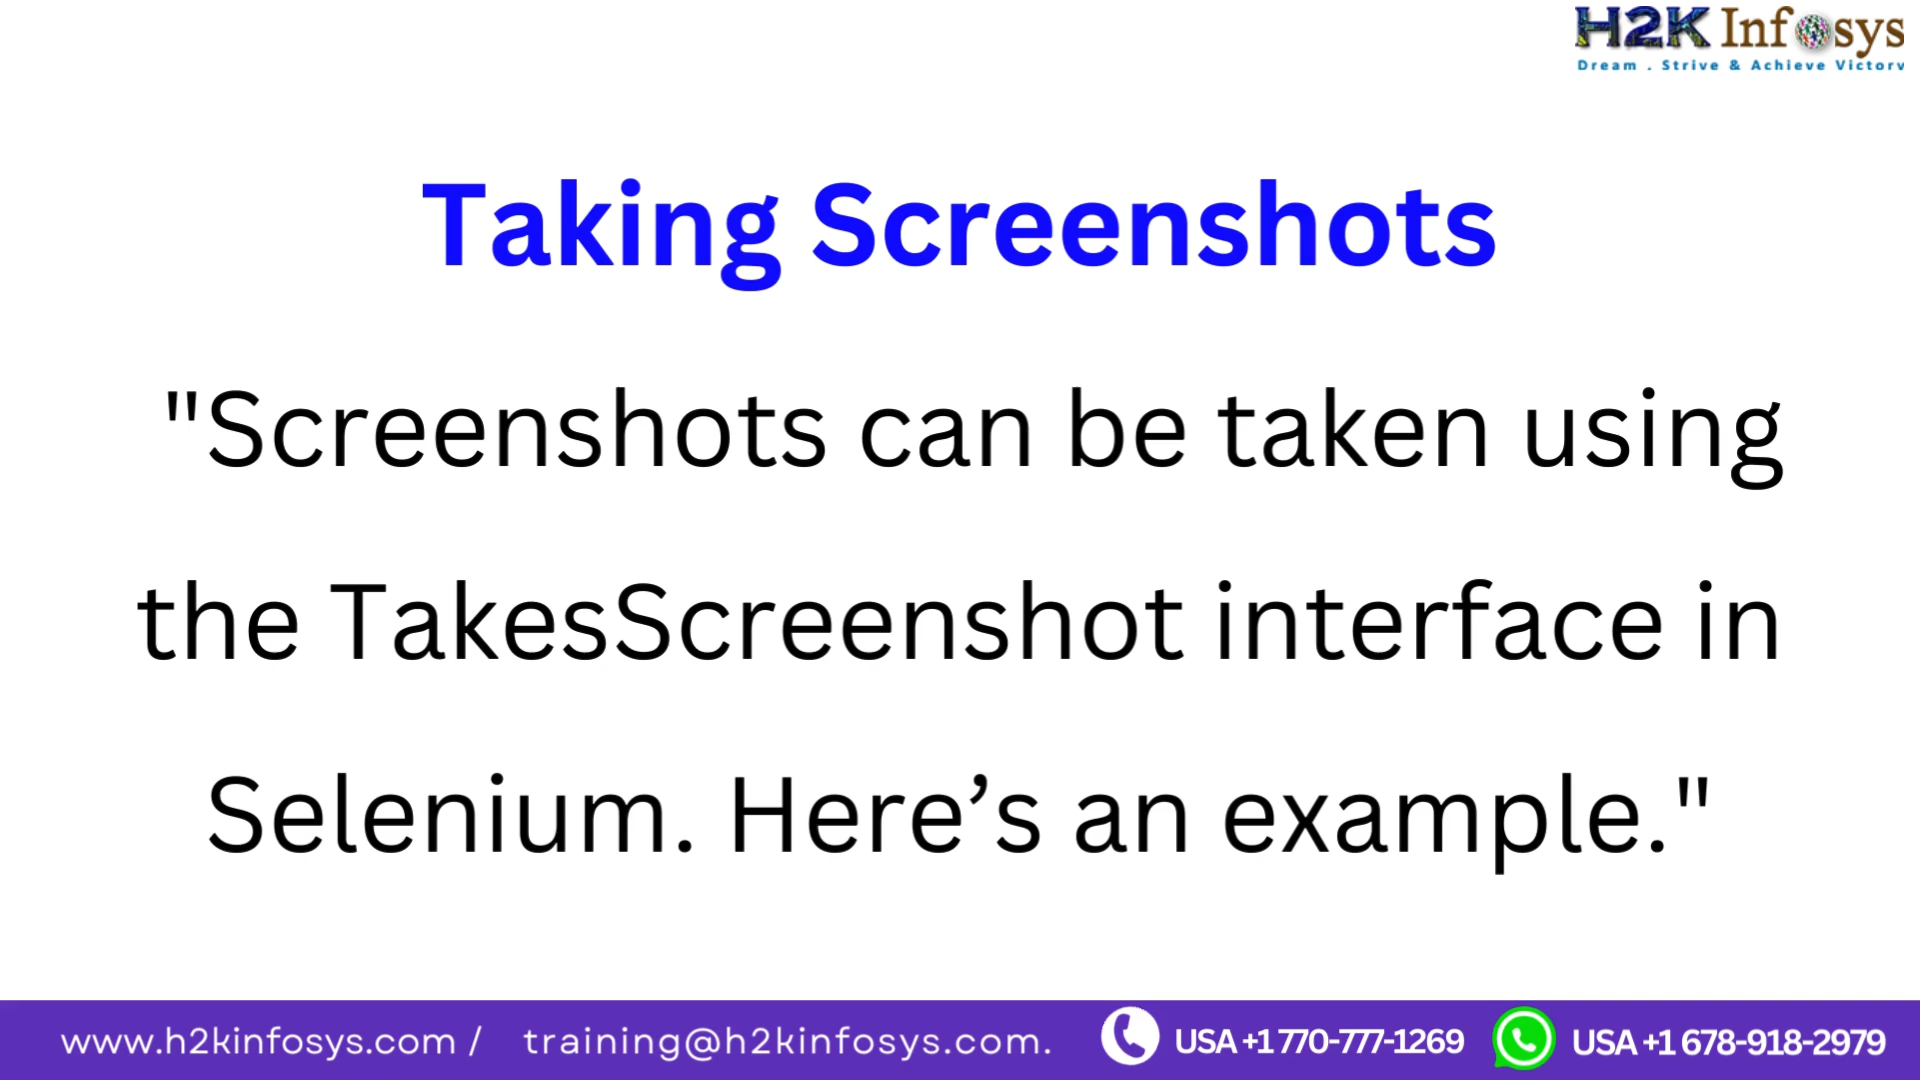 H2K Infosys
Dream . Strive & Achieve Victory
Taking Screenshots
"Screenshots can be taken using
the TakesScreenshot interface in
Selenium. Here’s an example."
www.h2kinfosys.com / training@h2kinfosys.com. USA +1 770-777-1269 USA +1 678-918-2979